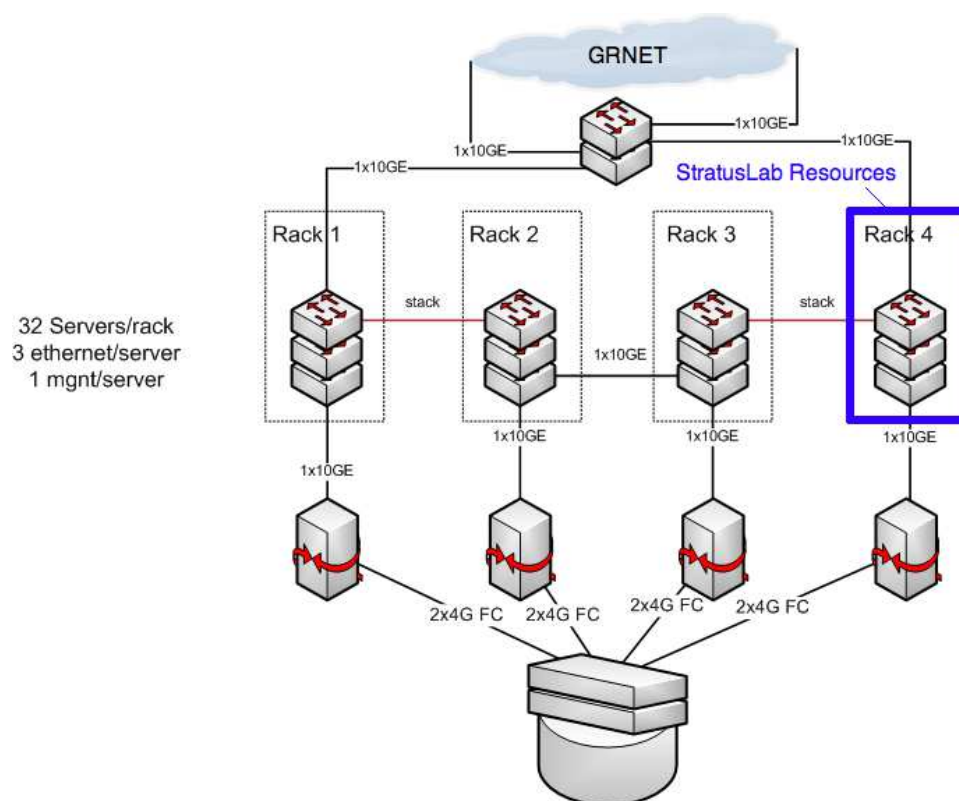 GRNET
1x10GE
1x10GE
1x10GE
1x10GE
StratusLab Resources
Rack 1
Rack 2
Rack 3
Rack 4
stack
stack
32 Servers/rack
3 ethernet/server
1 mgnt/server
1x10GE
1x10GE
1x10GE
1x10GE
1x10GE
2x4G FC
2x4G FC
2x4G FC
2x4G FC